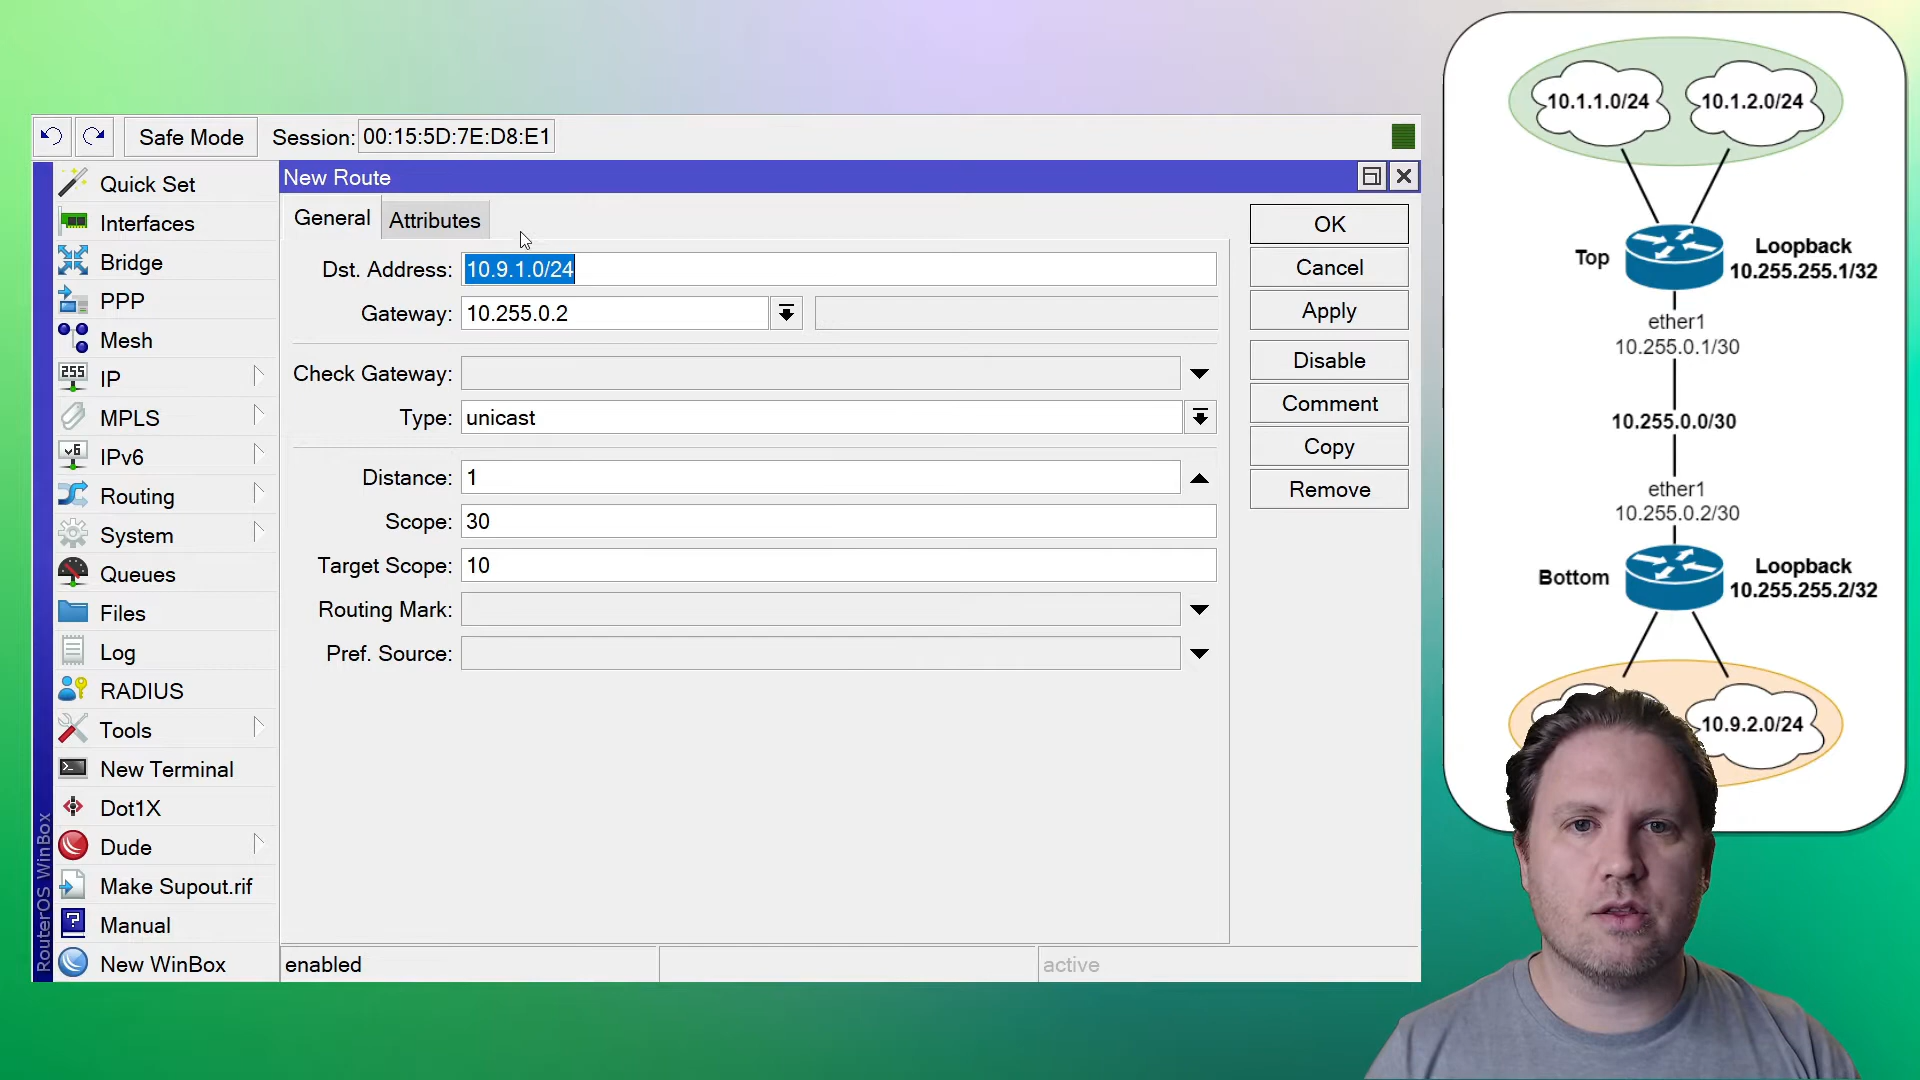 Safe Mode
Session: 00:15:5D:7E:D8:E1
RouterOS WinBox
Quick Set
Interfaces
Bridge
PPP
Mesh
255
IP
MPLS
v6
IPv6
Routing
System
Queues
Files
Log
RADIUS
Tools
New Terminal
Dot1X
Dude
Make Supout.rif
Manual
New WinBox
New Route
General
Attributes
Dst. Address: 10.9.1.0/24
Gateway: 10.255.0.2
Check Gateway:
Type: unicast
Distance: 1
Scope: 30
Target Scope: 10
Routing Mark:
Pref. Source:
OK
Cancel
Apply
Disable
Comment
Copy
Remove
enabled
active
10.1.1.0/24
10.1.2.0/24
Top
Loopback
10.255.255.1/32
ether1
10.255.0.1/30
10.255.0.0/30
ether1
10.255.0.2/30
Bottom
Loopback
10.255.255.2/32
10.9.2.0/24